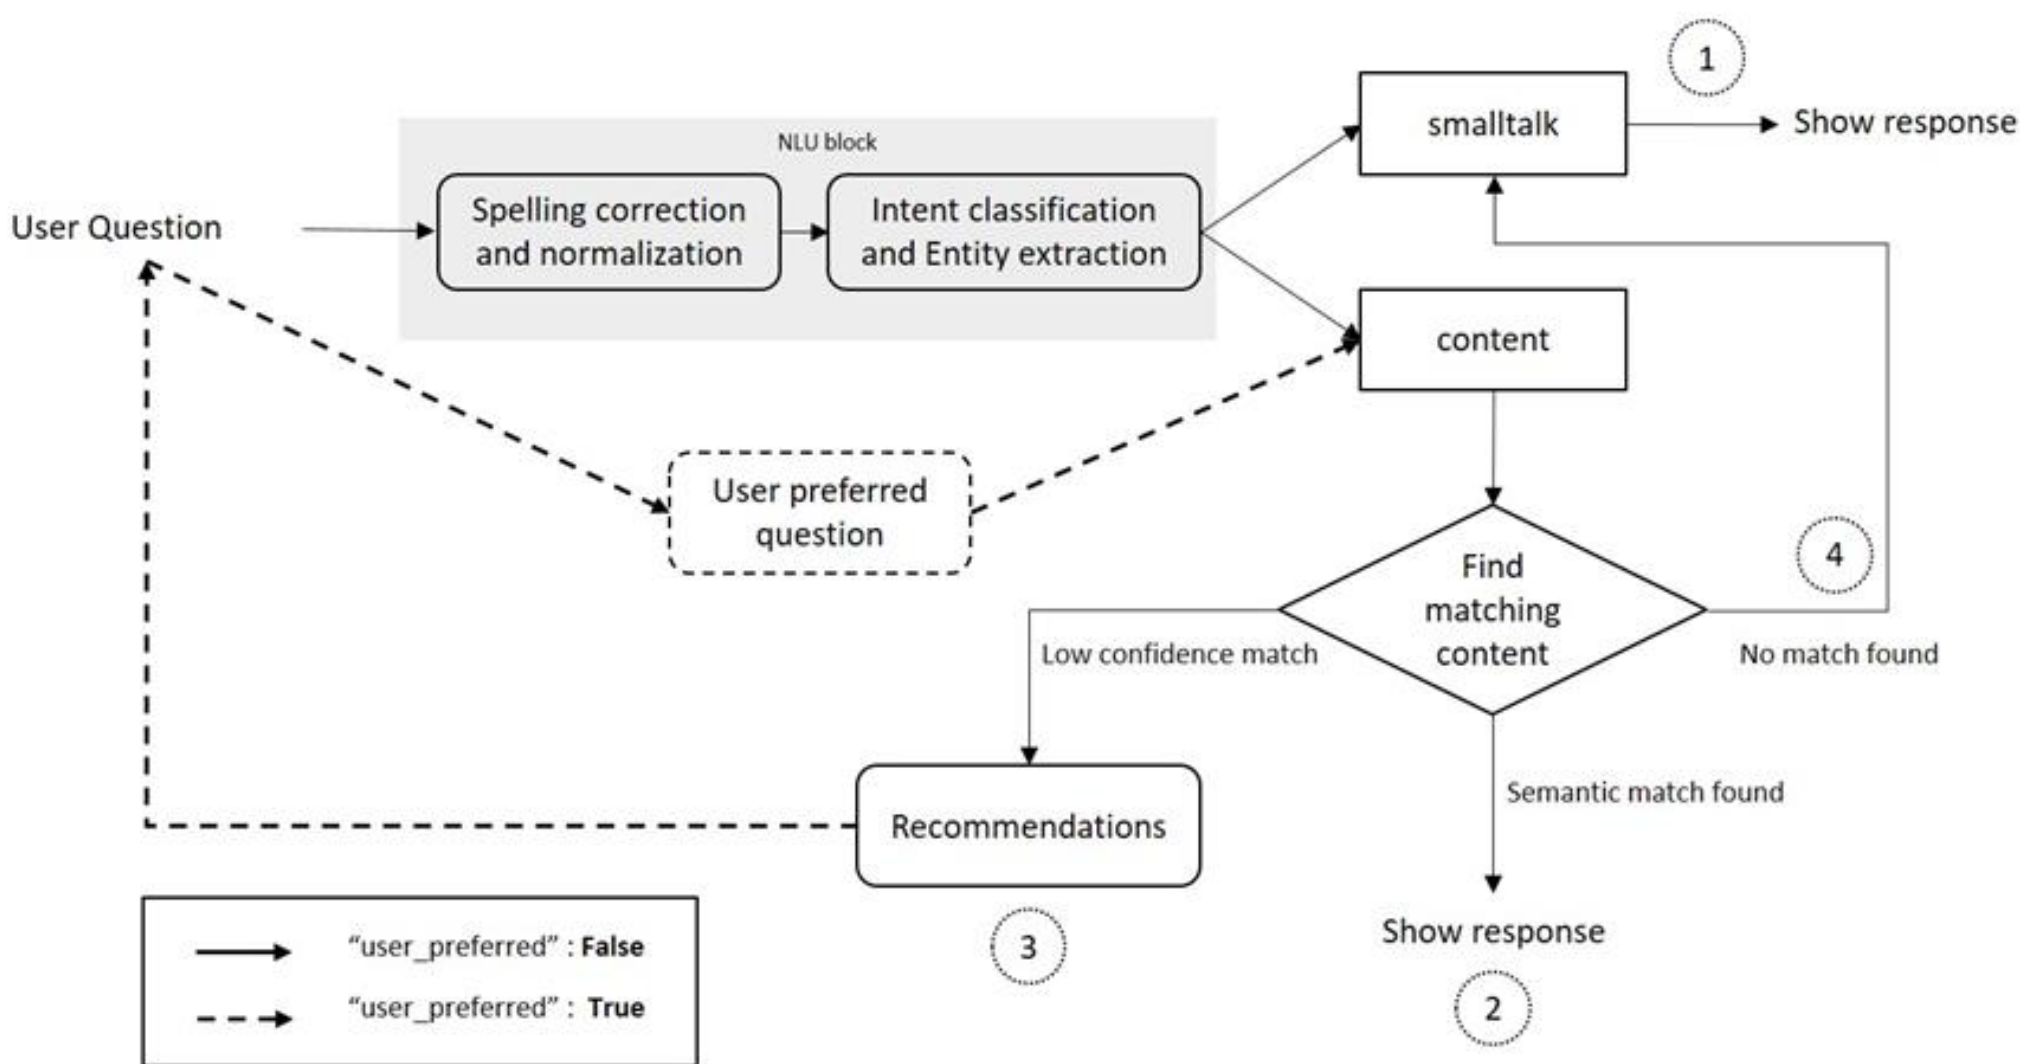 1
smalltalk
Show response
NLU block
User Question
Spelling correction
and normalization
Intent classification
and Entity extraction
content
User preferred
question
Find
matching
content
4
Low confidence match
No match found
Semantic match found
Recommendations
3
Show response
2
“user_preferred” : False
“user_preferred” : True